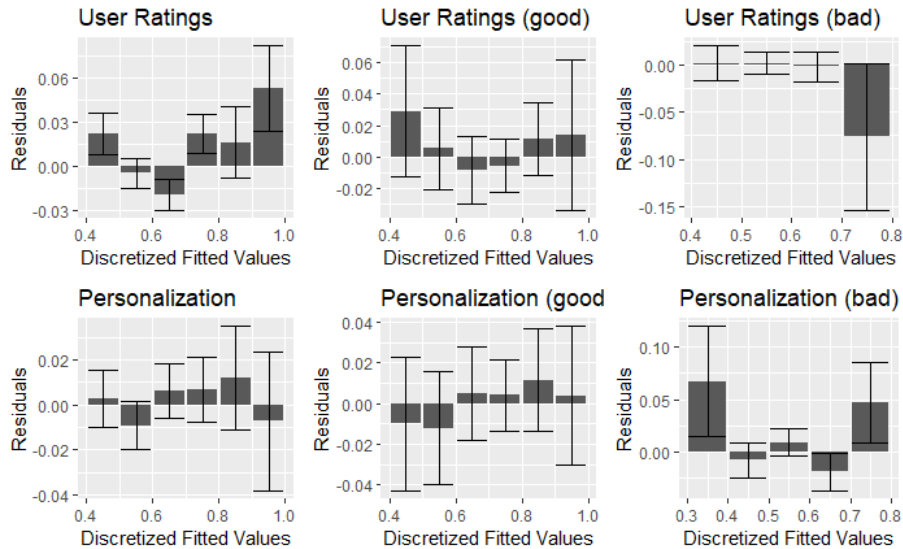 User Ratings
Residuals
0.06
0.03
0.00
-0.03
0.4
0.6
0.8
1.0
Discretized Fitted Values
User Ratings (good)
Residuals
0.06
0.04
0.02
0.00
-0.02
0.4
0.6
0.8
1.0
Discretized Fitted Values
User Ratings (bad)
Residuals
0.00
-0.05
-0.10
-0.15
0.4
0.5
0.6
0.7
0.8
Discretized Fitted Values
Personalization
Residuals
0.02
0.00
-0.02
-0.04
0.4
0.6
0.8
1.0
Discretized Fitted Values
Personalization (good
Residuals
0.04
0.02
0.00
-0.02
-0.04
0.4
0.6
0.8
1.0
Discretized Fitted Values
Personalization (bad)
Residuals
0.10
0.05
0.00
0.3
0.4
0.5
0.6
0.7
0.8
Discretized Fitted Values